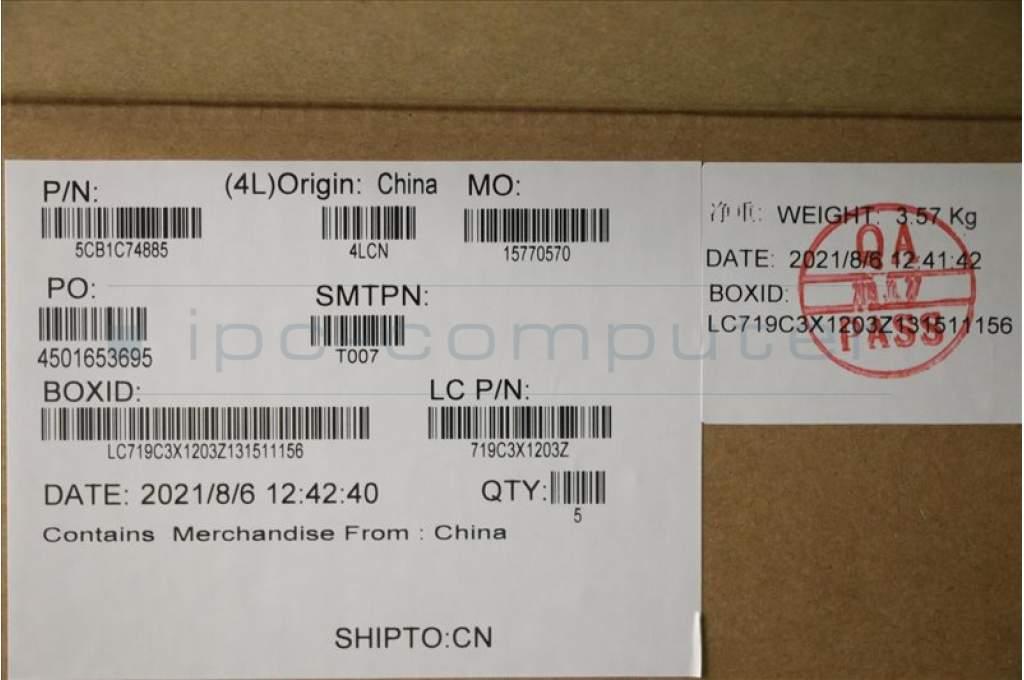 P/N: (4L)Origin: China MO:
5CB1C74885 4LCN 15770570
PO: SMTPN:
4501653695 T007
BOXID: LC P/N:
LC719C3X1203Z131511156 719C3X1203Z
DATE: 2021/8/6 12:42:40 QTY:
5
Contains Merchandise From : China
SHIPTO:CN
净重: WEIGHT: 3.57 Kg
DATE: 2021/8/6 12:41:42
BOXID:
LC719C3X1203Z131511156
QA
PASS
ipo computer